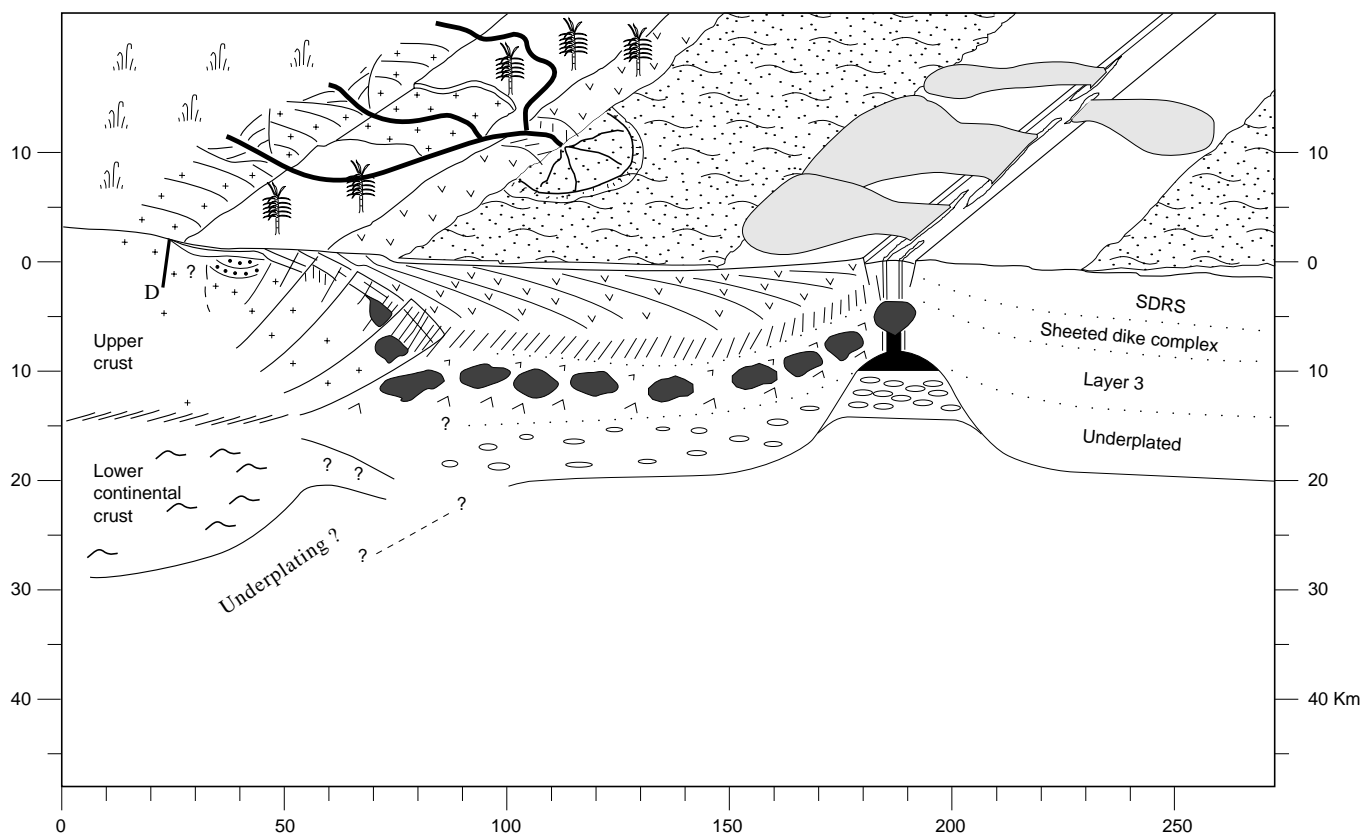 10
10
0
0
D
?
SDRS
Sheeted dike complex
Upper
crust
10
10
Layer 3
?
Underplated
Lower
continental
crust
?
?
20
20
?
Underplating ?
?
30
30
40
40 Km
0
50
100
150
200
250